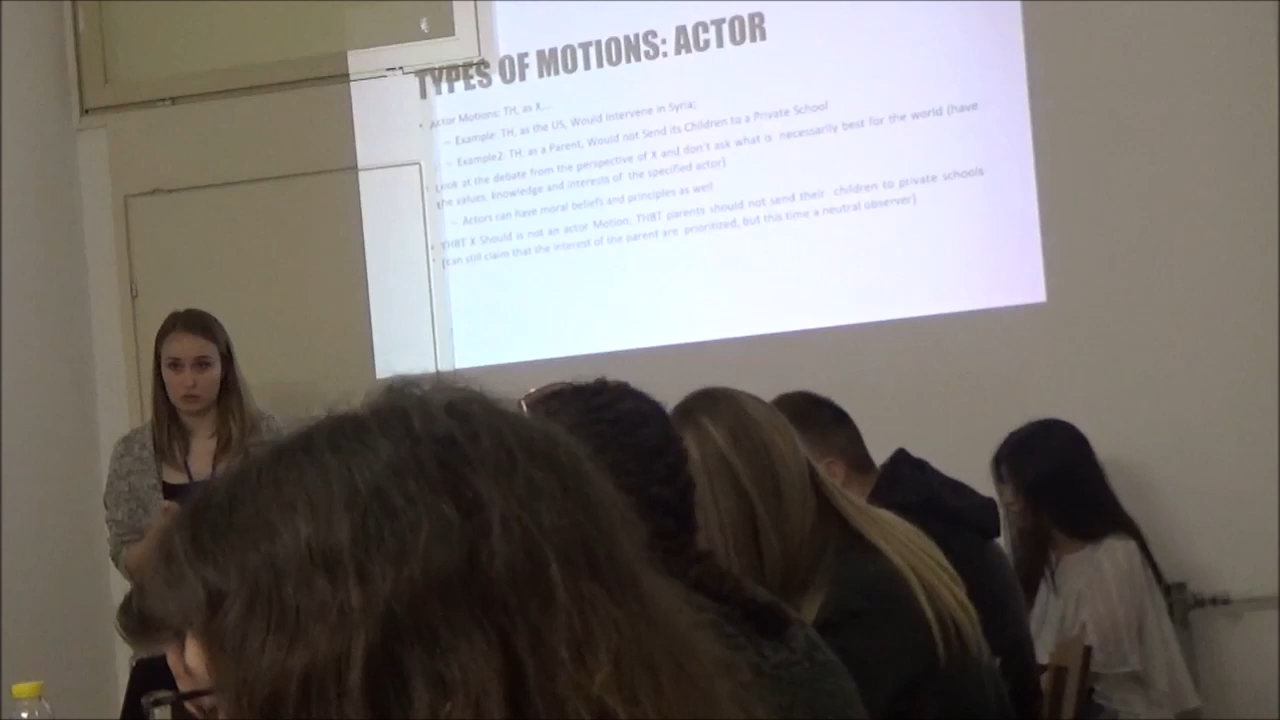 TYPES OF MOTIONS: ACTOR
• Actor Motions: TH, as X,...
– Example: TH, as the US, Would Intervene in Syria;
– Example2: TH, as a Parent, Would not Send its Children to a Private School
• Look at the debate from the perspective of X and don't ask what is necessarily best for the world (have
the values, knowledge and interests of the specified actor)
– Actors can have moral beliefs and principles as well
• THBT X Should is not an actor Motion: THBT parents should not send their children to private schools
• (can still claim that the interest of the parent are prioritized, but this time a neutral observer)